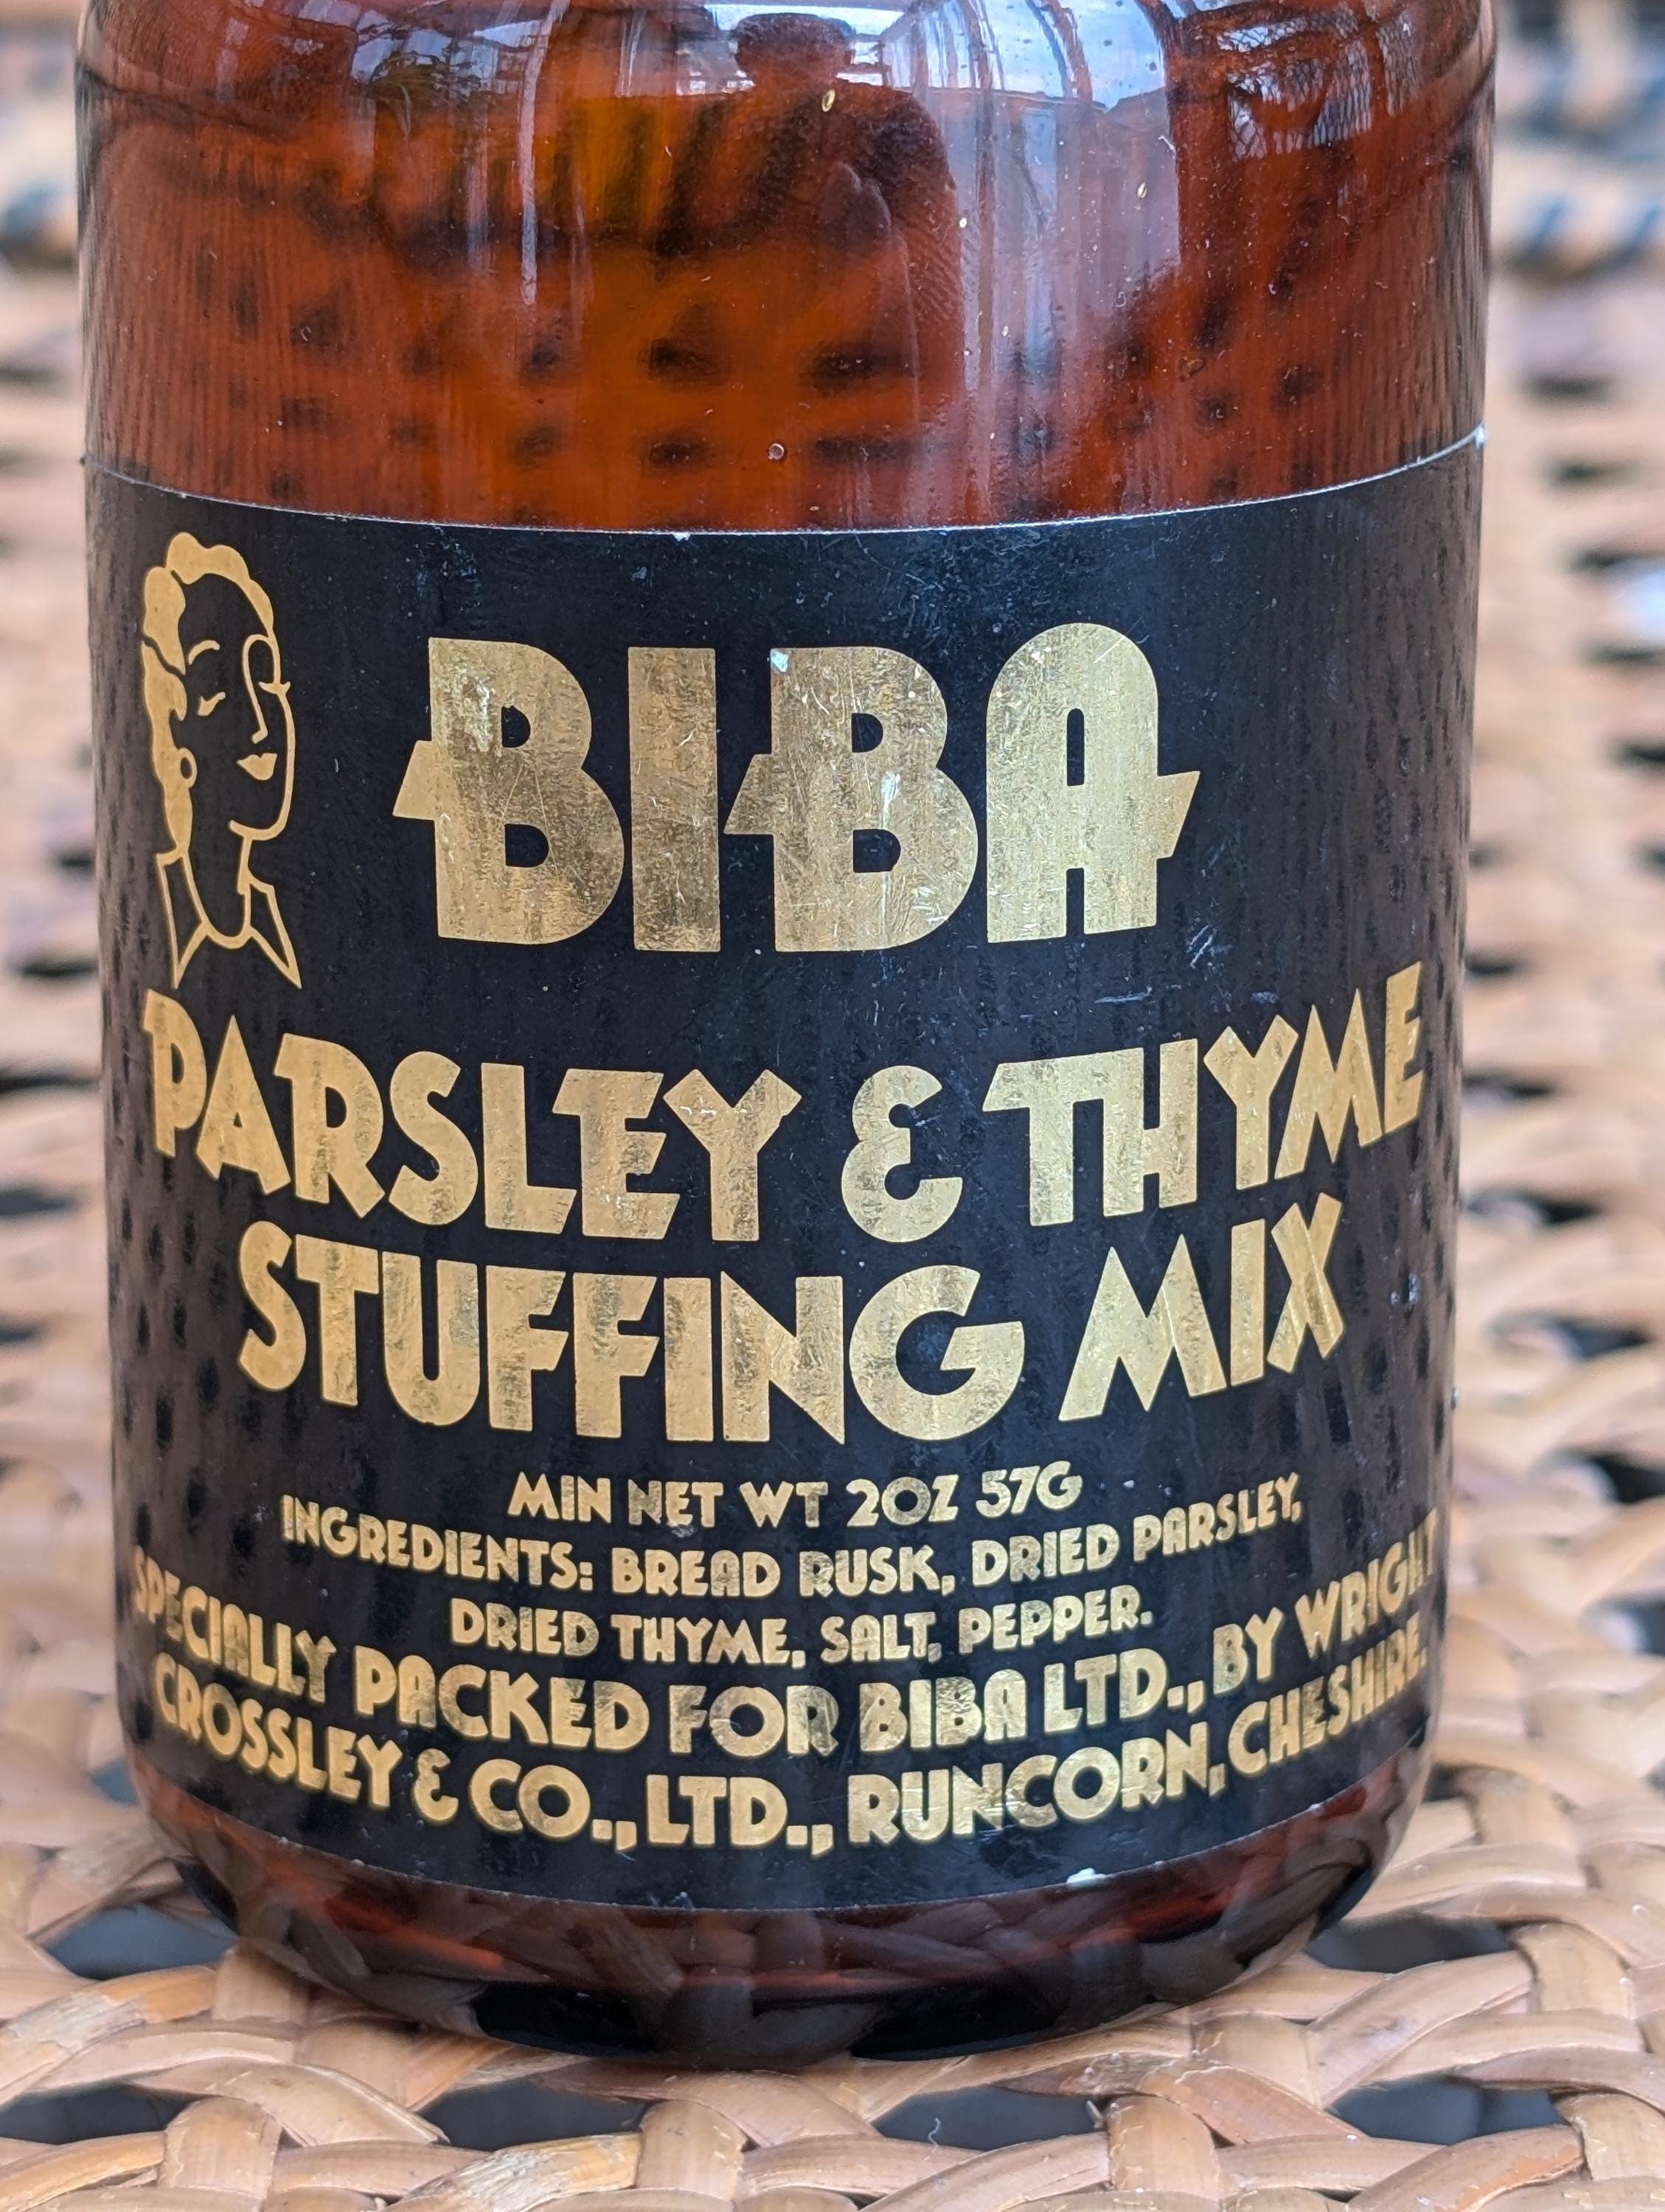 BIBA
PARSLEY & THYME
STUFFING MIX
MIN NET WT 2OZ 57G
INGREDIENTS: BREAD RUSK, DRIED PARSLEY,
DRIED THYME, SALT, PEPPER.
SPECIALLY PACKED FOR BIBA LTD., BY WRIGHT
CROSSLEY & CO., LTD., RUNCORN, CHESHIRE.